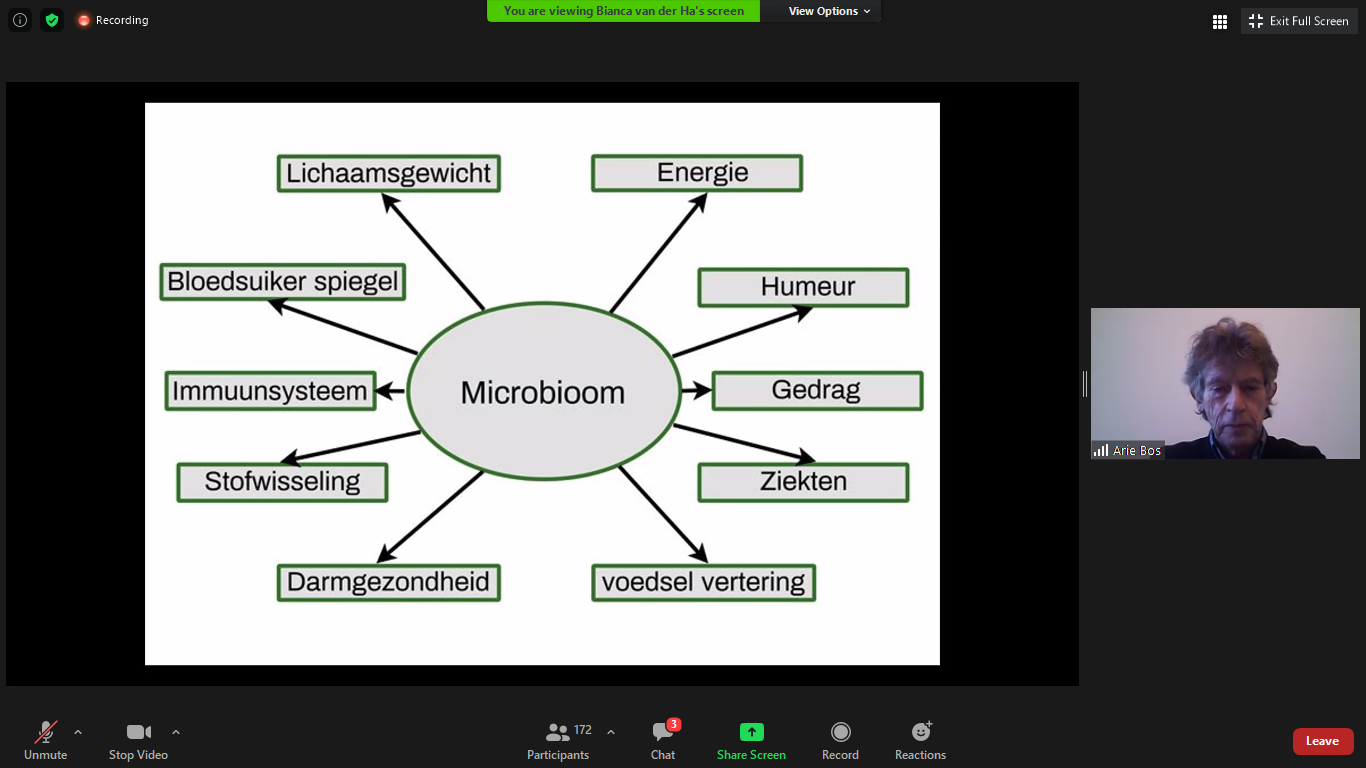 Recording
You are viewing Bianca van der Ha's screen
View Options
Exit Full Screen
Lichaamsgewicht
Energie
Bloedsuiker spiegel
Humeur
Immuunsysteem
Microbioom
Gedrag
Stofwisseling
Ziekten
Darmgezondheid
voedsel vertering
Arie Bos
Unmute
Stop Video
172
Participants
3
Chat
Share Screen
Record
Reactions
Leave